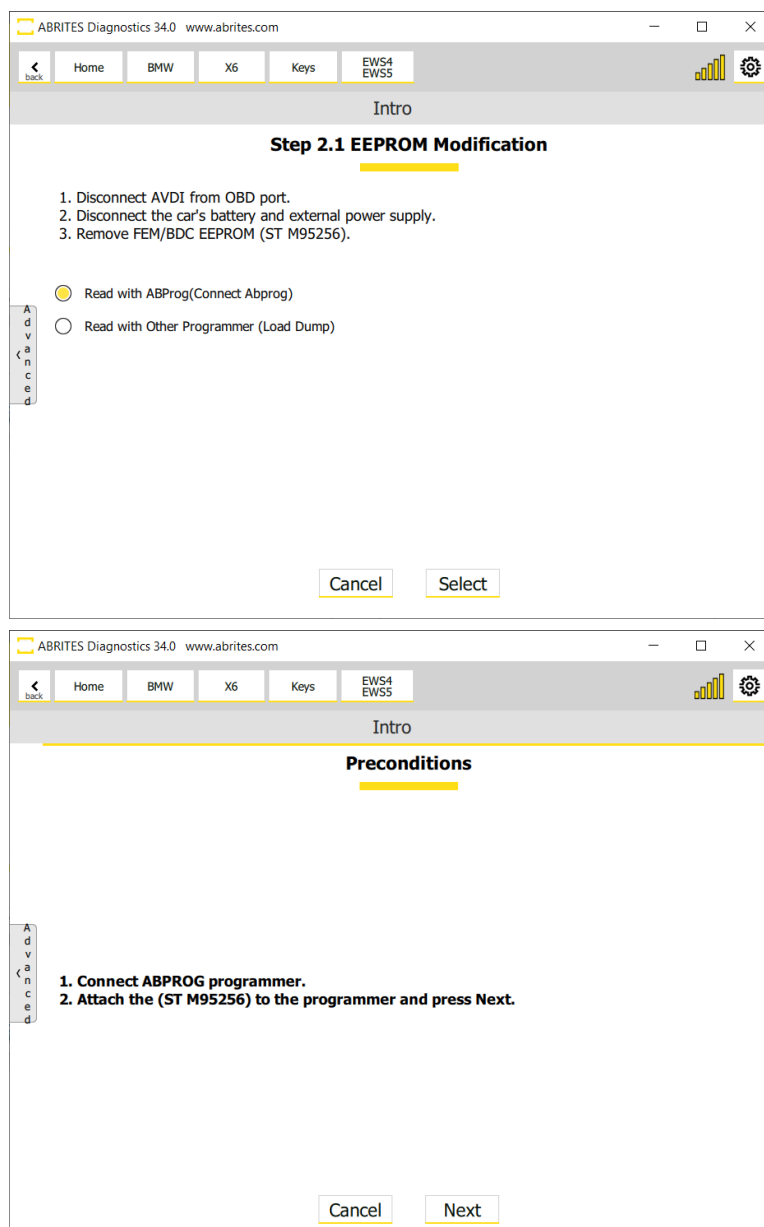 ABRITES Diagnostics 34.0 www.abrites.com
back
Home
BMW
X6
Keys
EWS4
EWS5
Intro
Step 2.1 EEPROM Modification
1. Disconnect AVDI from OBD port.
2. Disconnect the car's battery and external power supply.
3. Remove FEM/BDC EEPROM (ST M95256).
Read with ABProg(Connect Abprog)
Read with Other Programmer (Load Dump)
Advanced
Cancel
Select
ABRITES Diagnostics 34.0 www.abrites.com
back
Home
BMW
X6
Keys
EWS4
EWS5
Intro
Preconditions
Advanced
1. Connect ABPROG programmer.
2. Attach the (ST M95256) to the programmer and press Next.
Cancel
Next